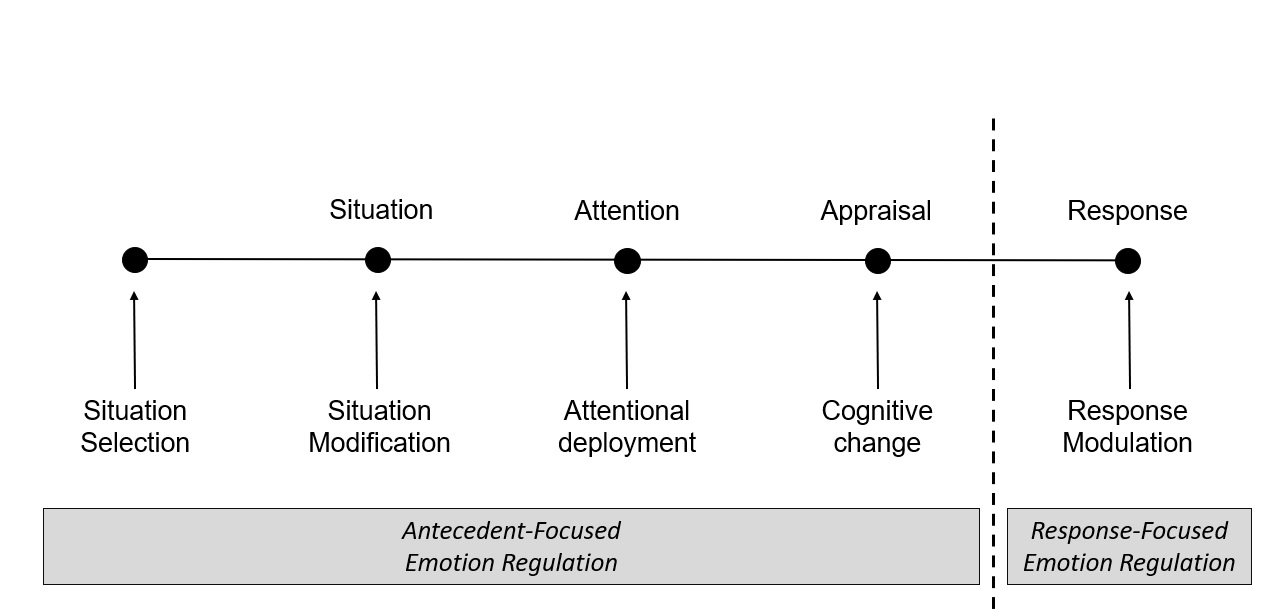 Situation
Attention
Appraisal
Response
Situation
Selection
Situation
Modification
Attentional
deployment
Cognitive
change
Response
Modulation
Antecedent-Focused
Emotion Regulation
Response-Focused
Emotion Regulation